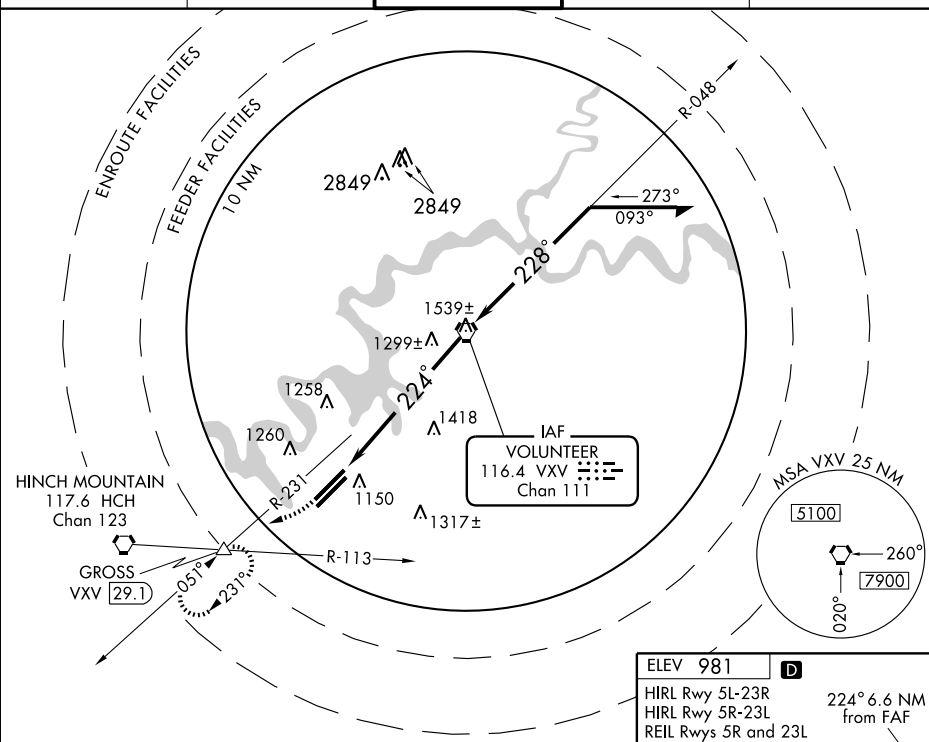 ENROUTE FACILITIES
FEEDER FACILITIES
10 NM
R-048
2849
2849
273°
093°
228°
1539±
1299±
224°
1258
1418
1260
IAF
VOLUNTEER
116.4 VXV
Chan 111
HINCH MOUNTAIN
117.6 HCH
Chan 123
R-231
1150
1317±
R-113
GROSS
VXV 29.1
051°
231°
MSA VXV 25 NM
5100
260°
7900
020°
ELEV 981 D
HIRL Rwy 5L-23R
HIRL Rwy 5R-23L
REIL Rwys 5R and 23L
224° 6.6 NM
from FAF